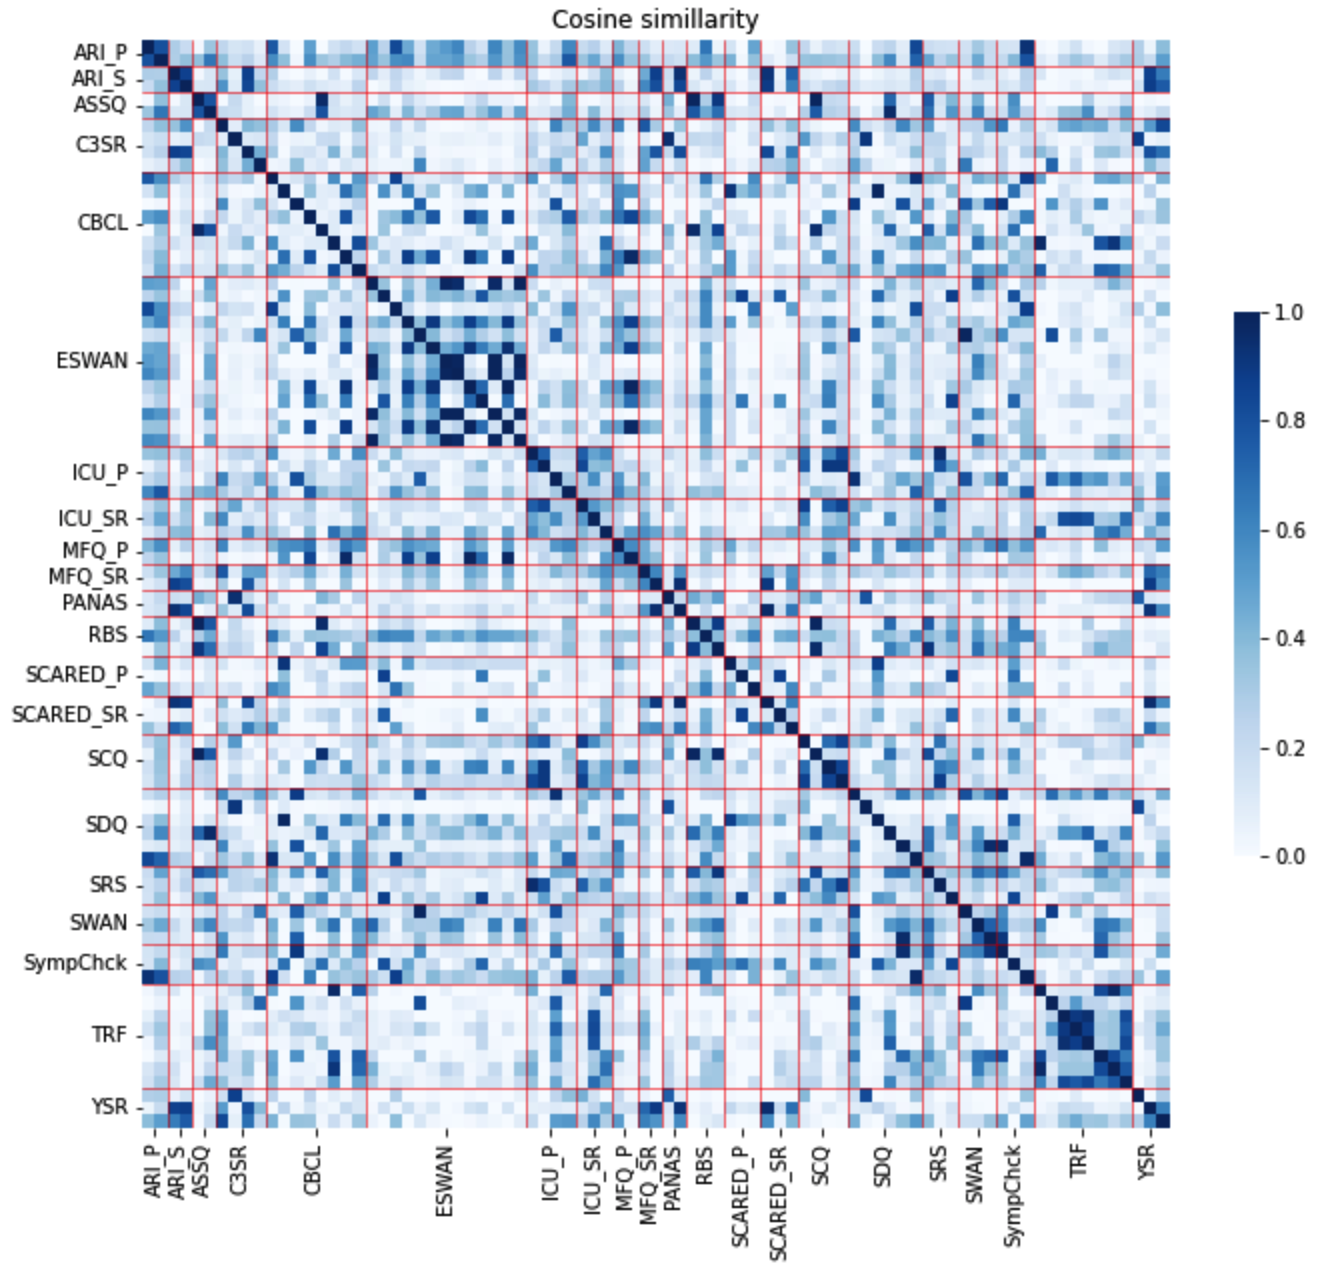 Cosine simillarity
ARI_P
ARI_S
ASSQ
C3SR
CBCL
ESWAN
ICU_P
ICU_SR
MFQ_P
MFQ_SR
PANAS
RBS
SCARED_P
SCARED_SR
SCQ
SDQ
SRS
SWAN
SympChck
TRF
YSR
1.0
0.8
0.6
0.4
0.2
0.0
ARI_P
ARI_S
ASSQ
C3SR
CBCL
ESWAN
ICU_P
ICU_SR
MFQ_P
MFQ_SR
PANAS
RBS
SCARED_P
SCARED_SR
SCQ
SDQ
SRS
SWAN
SympChck
TRF
YSR